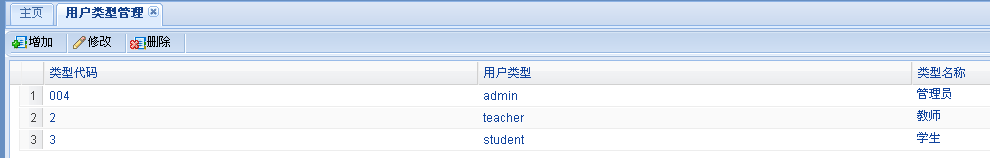 主页 用户类型管理
增加 修改 删除
类型代码 用户类型 类型名称
1 004 admin 管理员
2 2 teacher 教师
3 3 student 学生